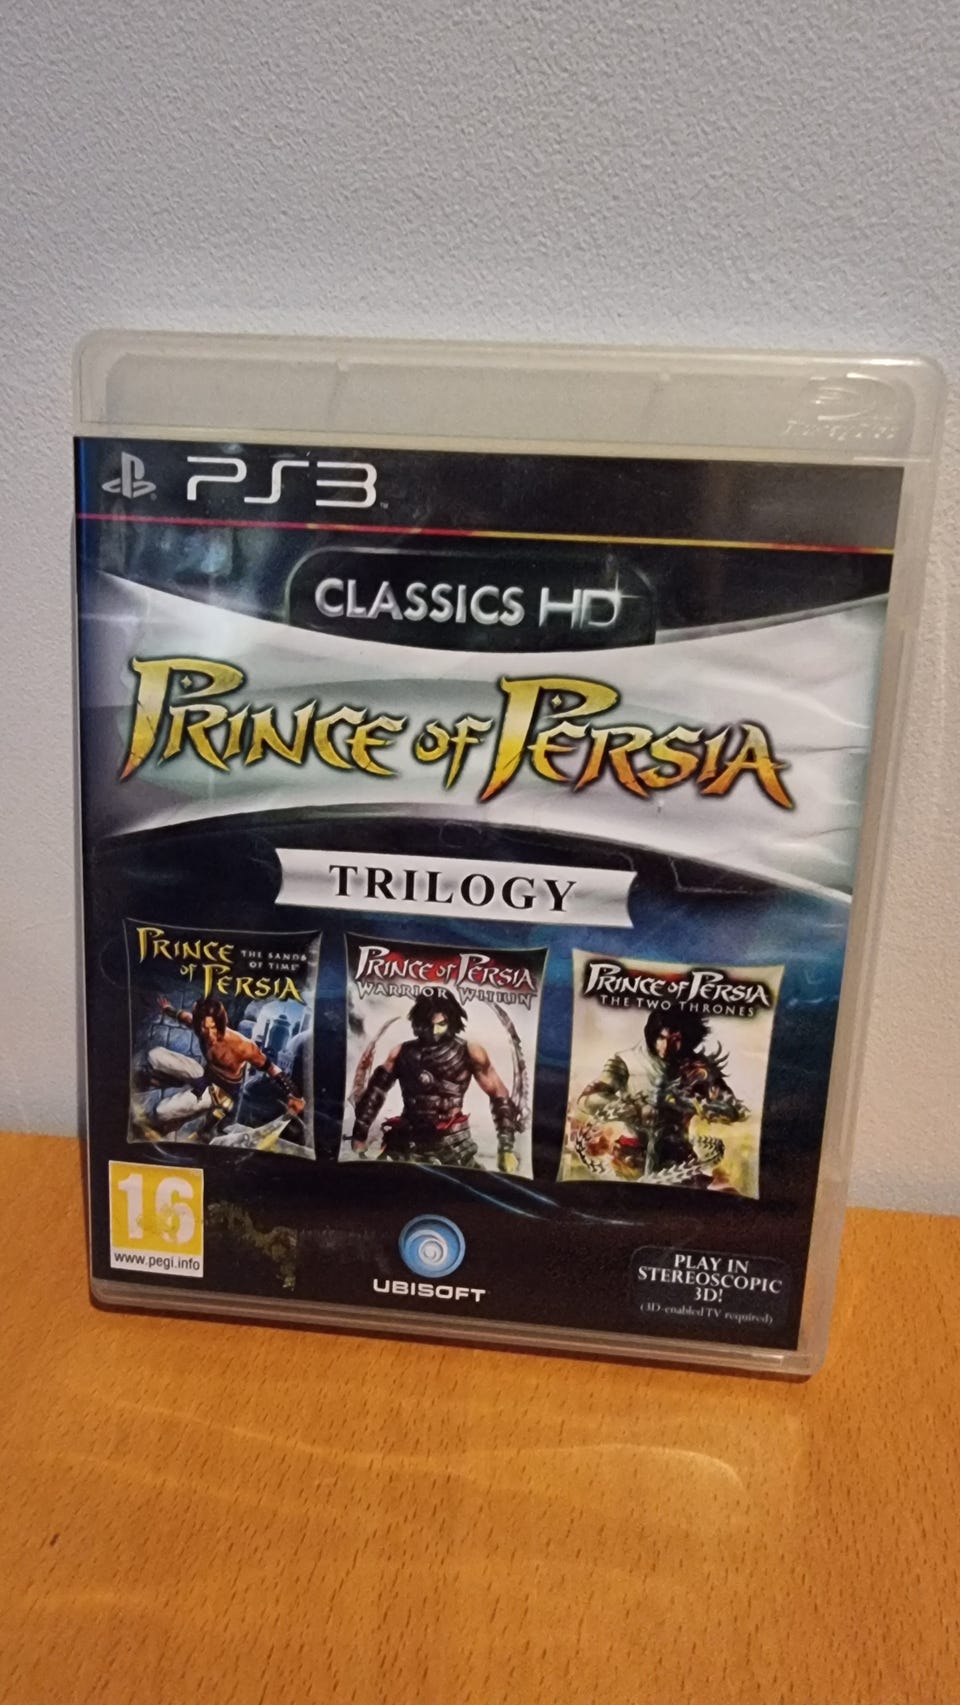 PS3
CLASSICS HD
PRINCE OF PERSIA
TRILOGY
PRINCE OF PERSIA
THE SANDS OF TIME
PRINCE OF PERSIA
WARRIOR WITHIN
PRINCE OF PERSIA
THE TWO THRONES
16
www.pegi.info
UBISOFT
PLAY IN
STEREOSCOPIC
3D!
(3D-enabled TV required)